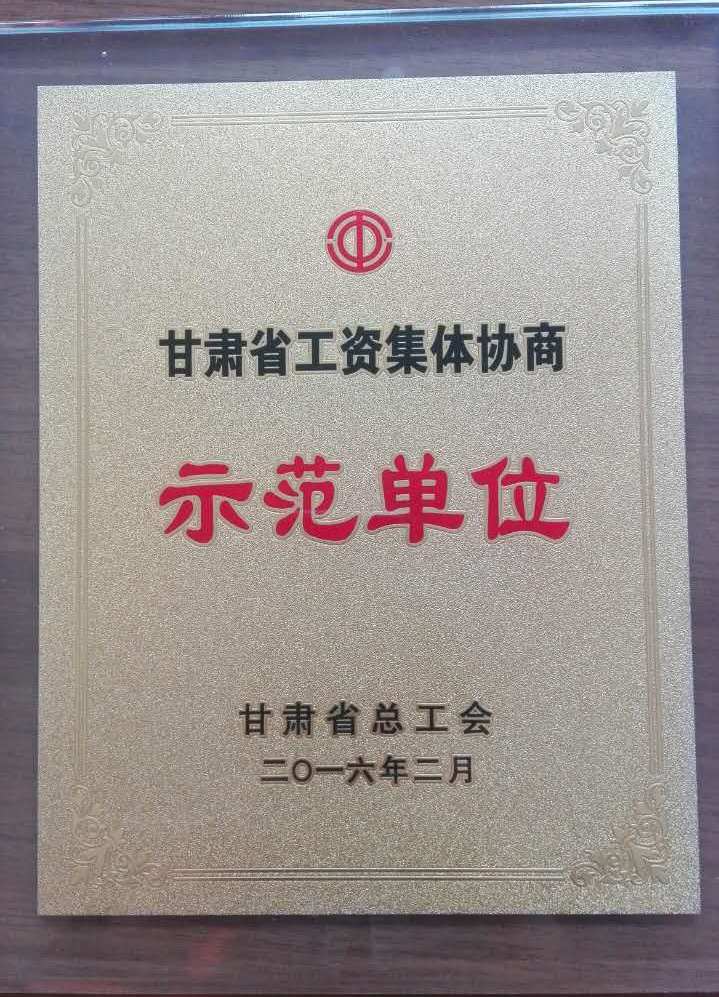 甘肃省工资集体协商
示范单位
甘肃省总工会
二〇一六年二月